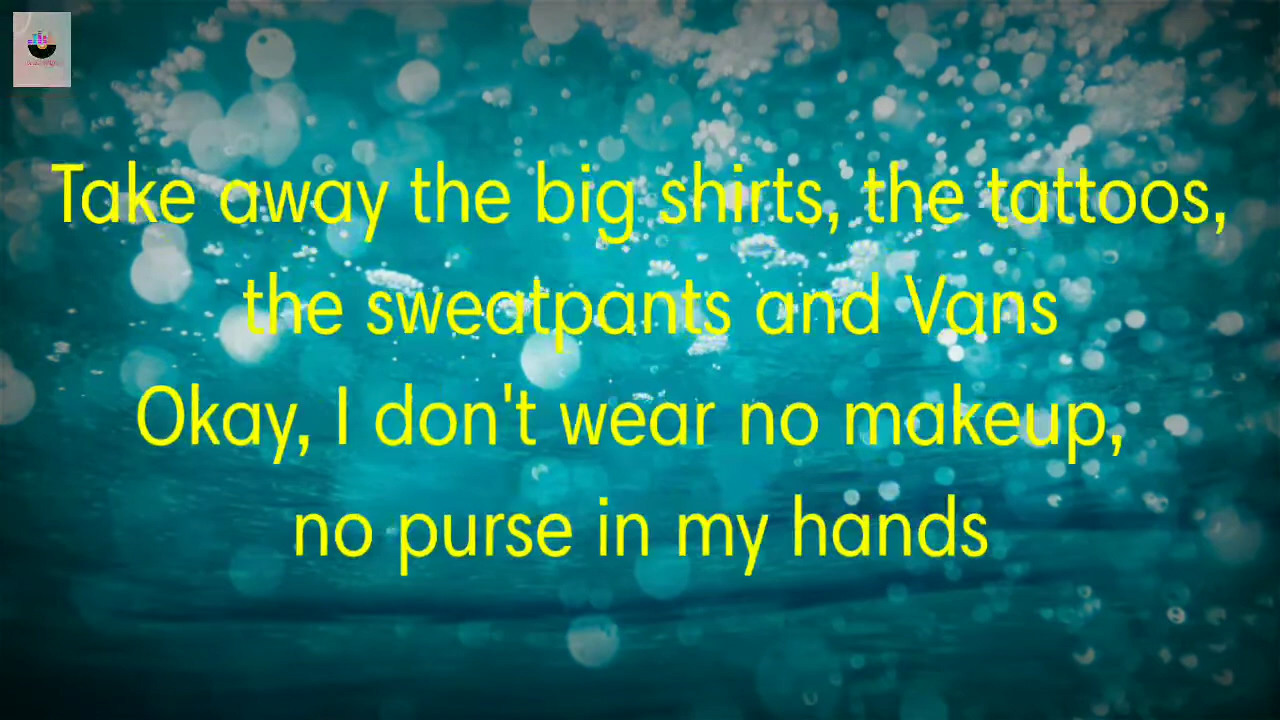 Take away the big shirts, the tattoos,
the sweatpants and Vans
Okay, I don't wear no makeup,
no purse in my hands